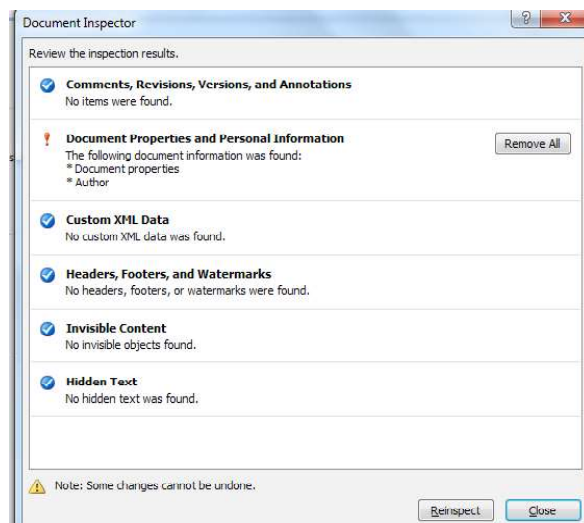 Document Inspector
Review the inspection results.
Comments, Revisions, Versions, and Annotations
No items were found.
Document Properties and Personal Information
Remove All
The following document information was found:
* Document properties
* Author
Custom XML Data
No custom XML data was found.
Headers, Footers, and Watermarks
No headers, footers, or watermarks were found.
Invisible Content
No invisible objects found.
Hidden Text
No hidden text was found.
Note: Some changes cannot be undone.
Reinspect
Close